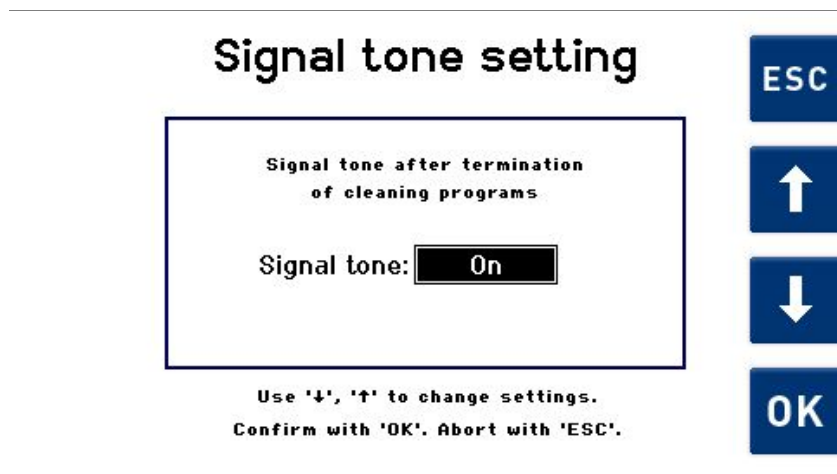 Signal tone setting
ESC
Signal tone after termination
of cleaning programs
Signal tone: On
Use '↓', '↑' to change settings.
Confirm with 'OK'. Abort with 'ESC'.
OK